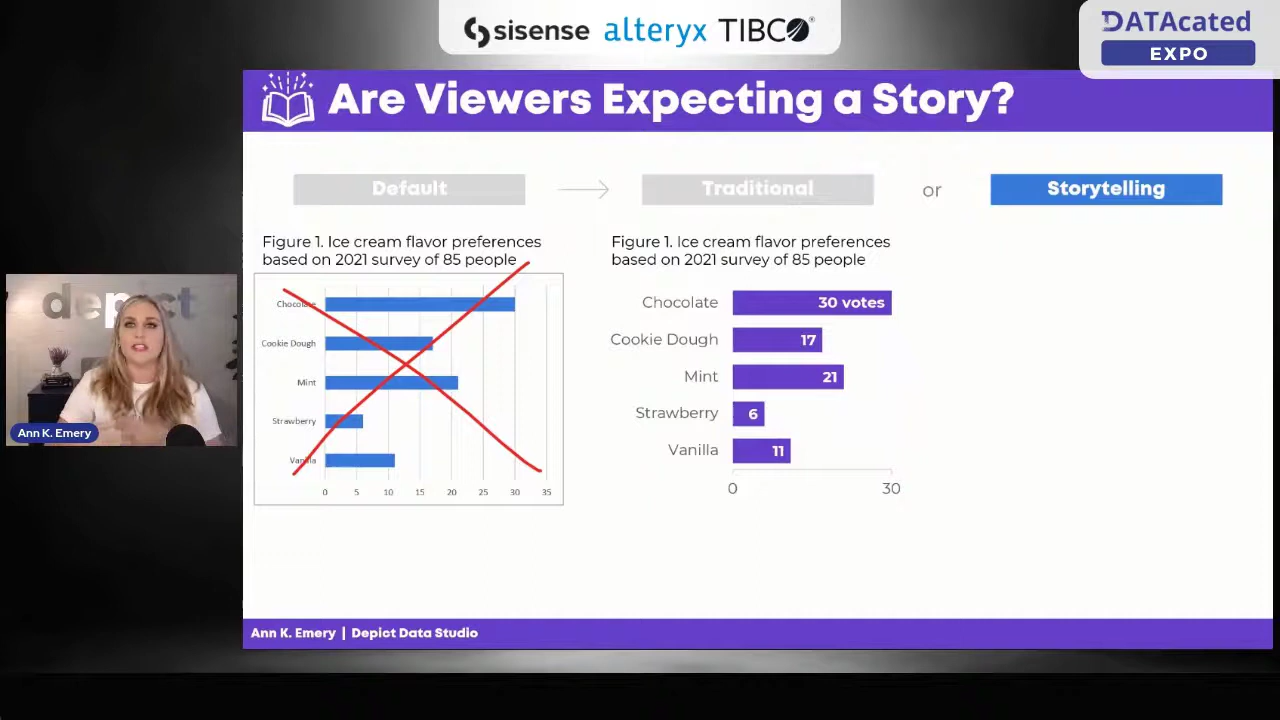 sisense alteryx TIBCO®
DATAcated
EXPO
Are Viewers Expecting a Story?
Default
Traditional
or
Storytelling
Figure 1. Ice cream flavor preferences
based on 2021 survey of 85 people
Chocolate
Cookie Dough
Mint
Strawberry
Vanilla
0 5 10 15 20 25 30 35
Figure 1. Ice cream flavor preferences
based on 2021 survey of 85 people
Chocolate 30 votes
Cookie Dough 17
Mint 21
Strawberry 6
Vanilla 11
0 30
depict
Ann K. Emery
Ann K. Emery | Depict Data Studio